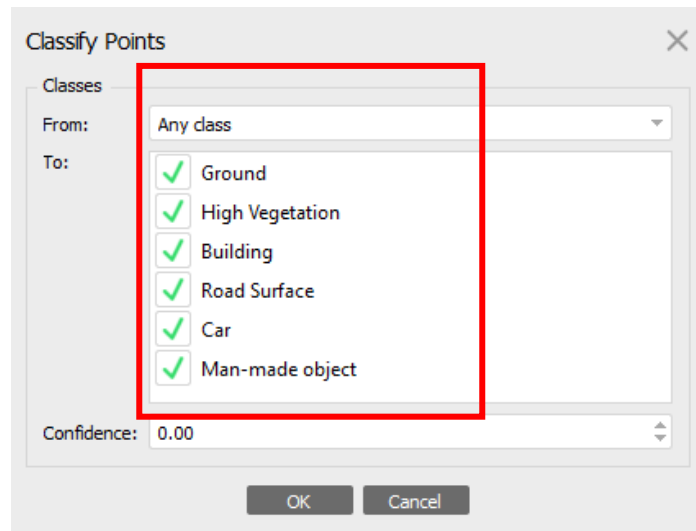 Classify Points
Classes
From: Any class
To:
Ground
High Vegetation
Building
Road Surface
Car
Man-made object
Confidence: 0.00
OK Cancel